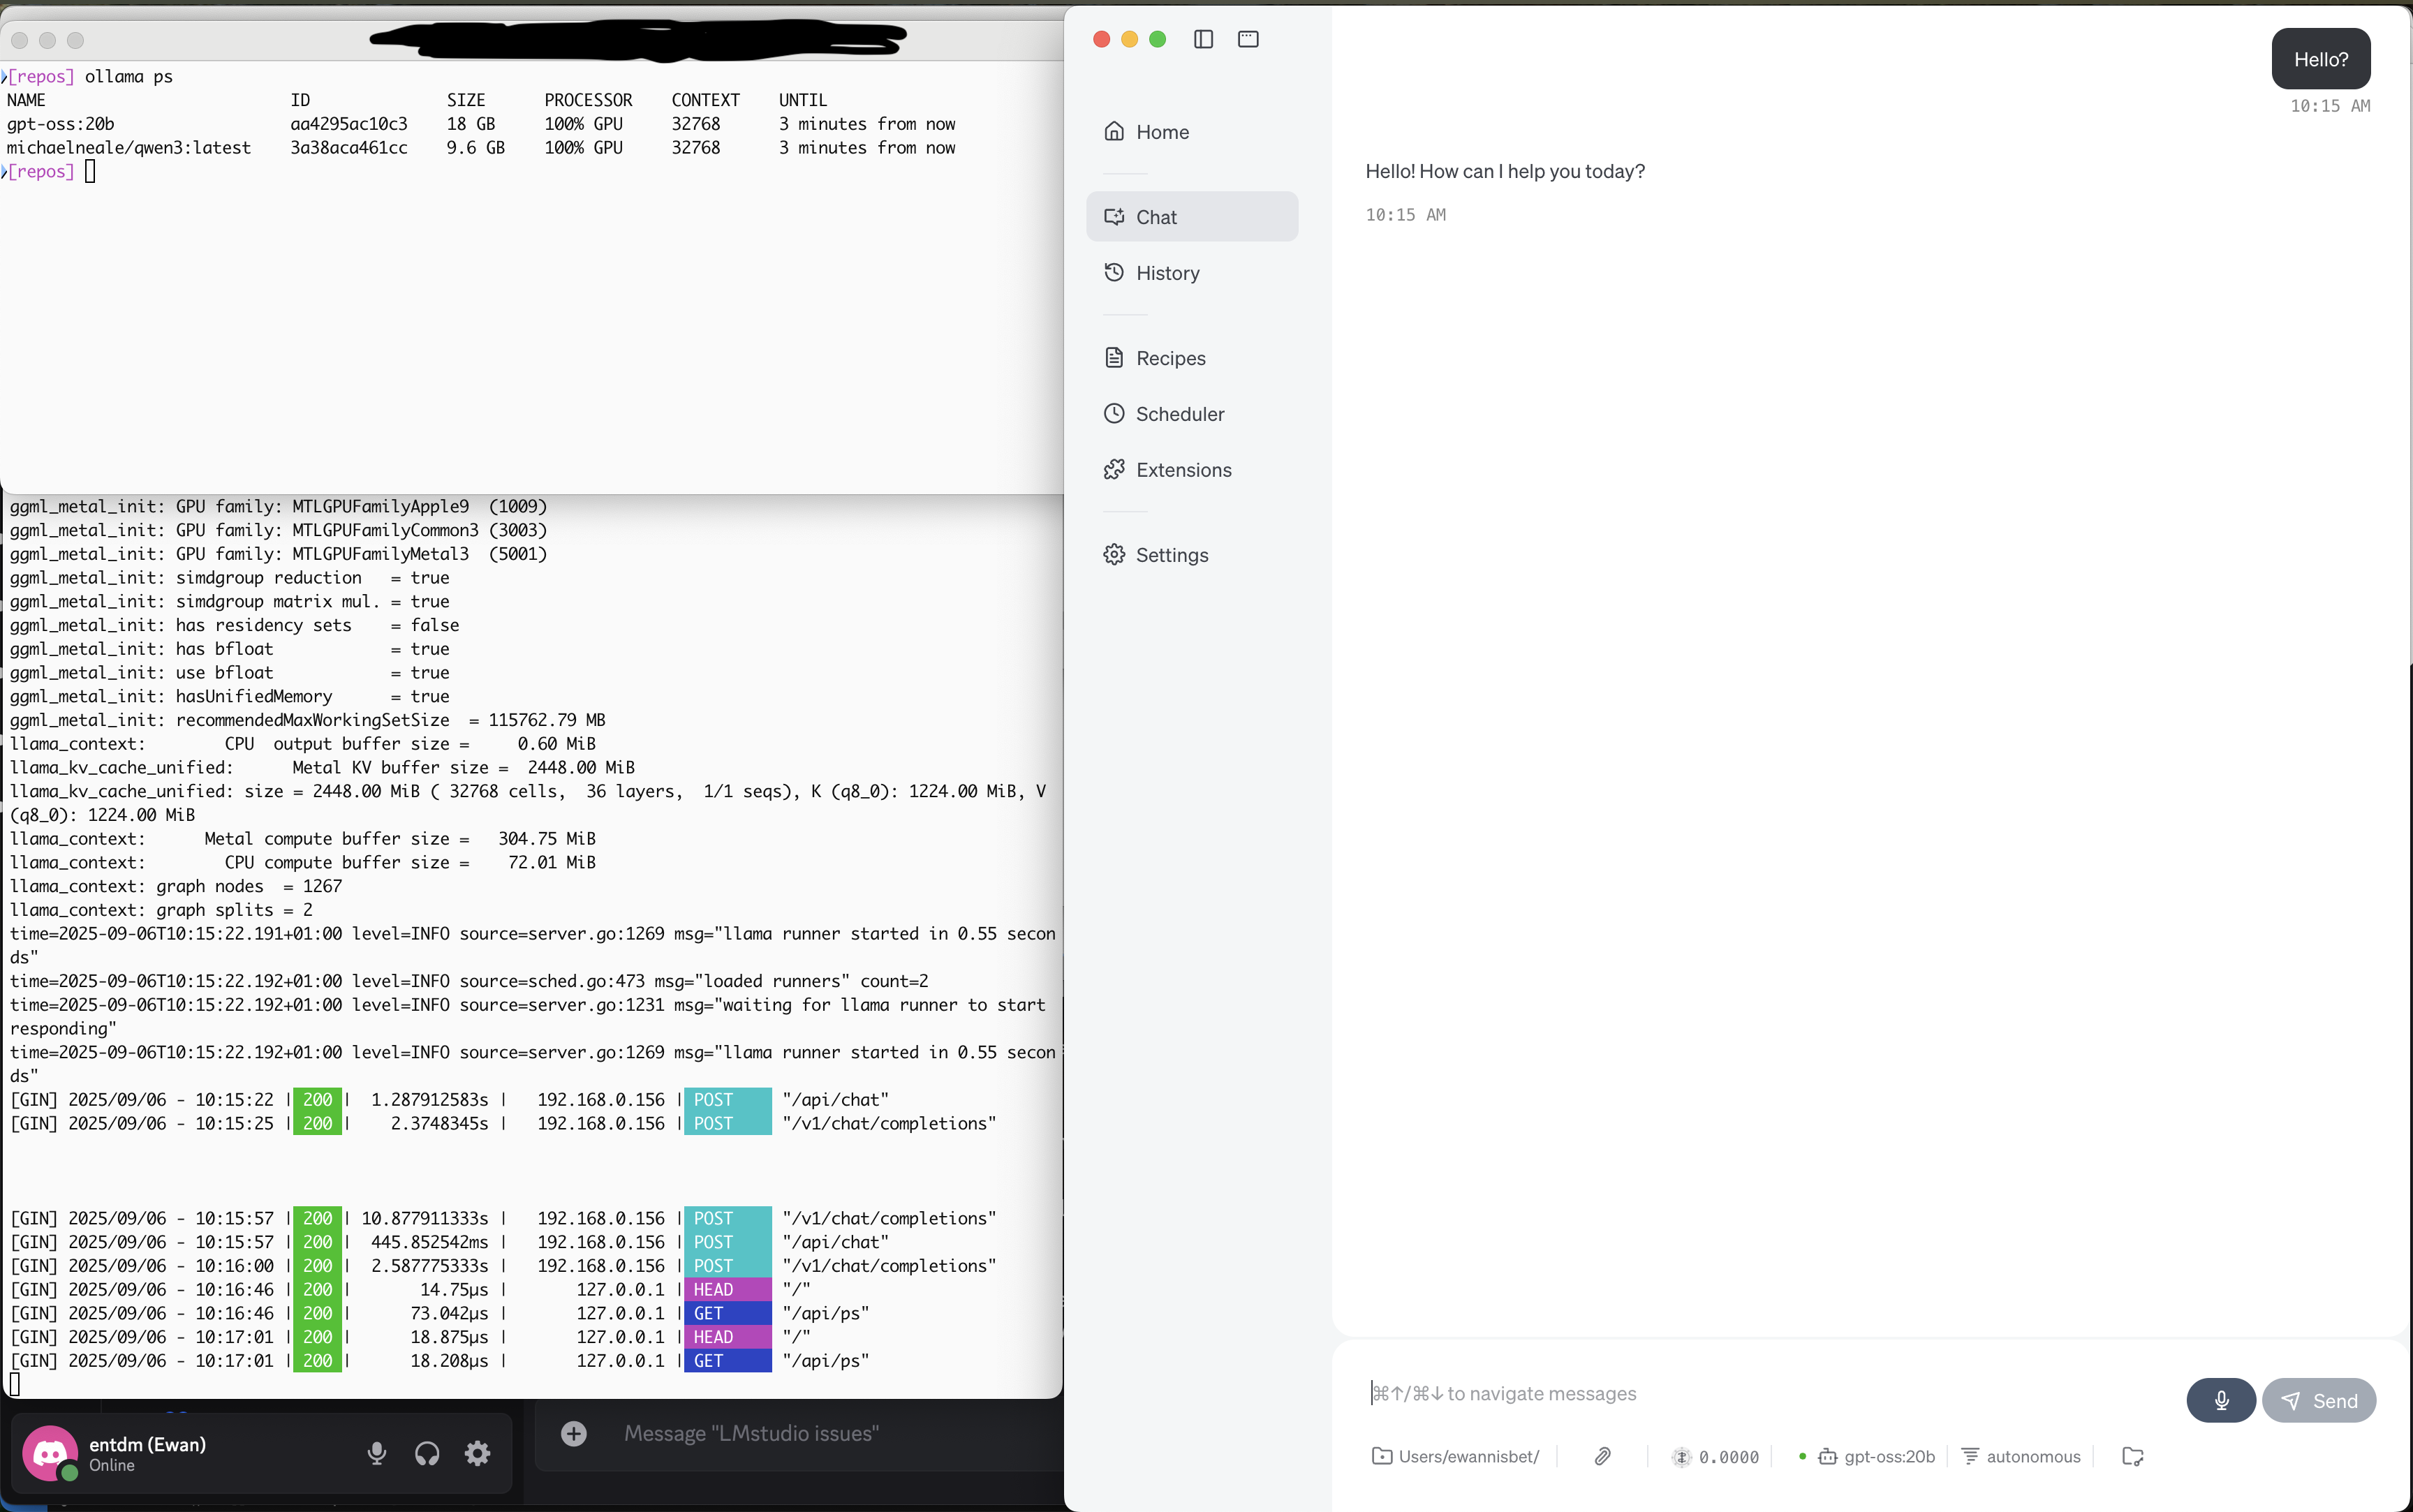 [repos] ollama ps
NAME ID SIZE PROCESSOR CONTEXT UNTIL
gpt-oss:20b aa4295ac10c3 18 GB 100% GPU 32768 3 minutes from now
michaelneale/qwen3:latest 3a38aca461cc 9.6 GB 100% GPU 32768 3 minutes from now
[repos]
ggml_metal_init: GPU family: MTLGPUFamilyApple9 (1009)
ggml_metal_init: GPU family: MTLGPUFamilyCommon3 (3003)
ggml_metal_init: GPU family: MTLGPUFamilyMetal3 (5001)
ggml_metal_init: simdgroup reduction = true
ggml_metal_init: simdgroup matrix mul. = true
ggml_metal_init: has residency sets = false
ggml_metal_init: has bfloat = true
ggml_metal_init: use bfloat = true
ggml_metal_init: hasUnifiedMemory = true
ggml_metal_init: recommendedMaxWorkingSetSize = 115762.79 MB
llama_context: CPU output buffer size = 0.60 MiB
llama_kv_cache_unified: Metal KV buffer size = 2448.00 MiB
llama_kv_cache_unified: size = 2448.00 MiB ( 32768 cells, 36 layers, 1/1 seqs), K (q8_0): 1224.00 MiB, V
(q8_0): 1224.00 MiB
llama_context: Metal compute buffer size = 304.75 MiB
llama_context: CPU compute buffer size = 72.01 MiB
llama_context: graph nodes = 1267
llama_context: graph splits = 2
time=2025-09-06T10:15:22.191+01:00 level=INFO source=server.go:1269 msg="llama runner started in 0.55 secon
ds"
time=2025-09-06T10:15:22.192+01:00 level=INFO source=sched.go:473 msg="loaded runners" count=2
time=2025-09-06T10:15:22.192+01:00 level=INFO source=server.go:1231 msg="waiting for llama runner to start
responding"
time=2025-09-06T10:15:22.192+01:00 level=INFO source=server.go:1269 msg="llama runner started in 0.55 secon
ds"
[GIN] 2025/09/06 - 10:15:22 | 200 | 1.287912583s | 192.168.0.156 | POST "/api/chat"
[GIN] 2025/09/06 - 10:15:25 | 200 | 2.3748345s | 192.168.0.156 | POST "/v1/chat/completions"
[GIN] 2025/09/06 - 10:15:57 | 200 | 10.877911333s | 192.168.0.156 | POST "/v1/chat/completions"
[GIN] 2025/09/06 - 10:15:57 | 200 | 445.852542ms | 192.168.0.156 | POST "/api/chat"
[GIN] 2025/09/06 - 10:16:00 | 200 | 2.587775333s | 192.168.0.156 | POST "/v1/chat/completions"
[GIN] 2025/09/06 - 10:16:46 | 200 | 14.75µs | 127.0.0.1 | HEAD "/"
[GIN] 2025/09/06 - 10:16:46 | 200 | 73.042µs | 127.0.0.1 | GET "/api/ps"
[GIN] 2025/09/06 - 10:17:01 | 200 | 18.875µs | 127.0.0.1 | HEAD "/"
[GIN] 2025/09/06 - 10:17:01 | 200 | 18.208µs | 127.0.0.1 | GET "/api/ps"
entdm (Ewan)
Online
Message "LMstudio issues"
Home
Chat
History
Recipes
Scheduler
Extensions
Settings
Hello?
10:15 AM
Hello! How can I help you today?
10:15 AM
⌘↑/⌘↓ to navigate messages
Send
Users/ewannisbet/ 0.0000 gpt-oss:20b autonomous